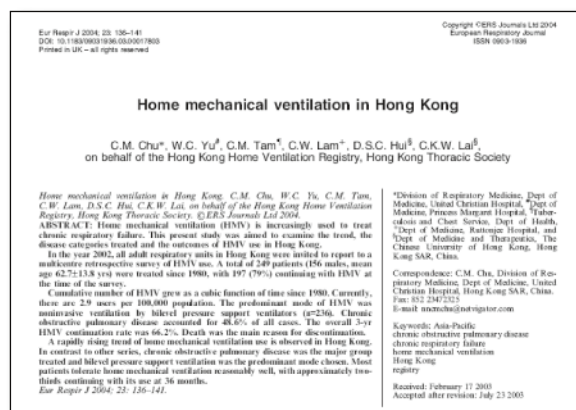 Eur Respir J 2004; 23: 136–141
DOI: 10.1183/09031936.03.00017803
Printed in UK – all rights reserved
Copyright ©ERS Journals Ltd 2004
European Respiratory Journal
ISSN 0903-1936
Home mechanical ventilation in Hong Kong
C.M. Chu*, W.C. Yu#, C.M. Tam¶, C.W. Lam+, D.S.C. Hui§, C.K.W. Lai§,
on behalf of the Hong Kong Home Ventilation Registry, Hong Kong Thoracic Society
Home mechanical ventilation in Hong Kong. C.M. Chu, W.C. Yu, C.M. Tam,
C.W. Lam, D.S.C. Hui, C.K.W. Lai, on behalf of the Hong Kong Home Ventilation
Registry, Hong Kong Thoracic Society. ©ERS Journals Ltd 2004.
ABSTRACT: Home mechanical ventilation (HMV) is increasingly used to treat
chronic respiratory failure. This present study was aimed to examine the trend, the
disease categories treated and the outcomes of HMV use in Hong Kong.
In the year 2002, all adult respiratory units in Hong Kong were invited to report to a
multicentre retrospective survey of HMV use. A total of 249 patients (156 males, mean
age 62.7±13.8 yrs) were treated since 1980, with 197 (79%) continuing with HMV at
the time of the survey.
Cumulative number of HMV grew as a cubic function of time since 1980. Currently,
there are 2.9 users per 100,000 population. The predominant mode of HMV was
noninvasive ventilation by bilevel pressure support ventilators (n=236). Chronic
obstructive pulmonary disease accounted for 48.6% of all cases. The overall 3-yr
HMV continuation rate was 66.2%. Death was the main reason for discontinuation.
A rapidly rising trend of home mechanical ventilation use is observed in Hong Kong.
In contrast to other series, chronic obstructive pulmonary disease was the major group
treated and bilevel pressure support ventilation was the predominant mode chosen. Most
patients tolerate home mechanical ventilation reasonably well, with approximately two-
thirds continuing with its use at 36 months.
Eur Respir J 2004; 23: 136–141.
*Division of Respiratory Medicine, Dept of
Medicine, United Christian Hospital, #Dept of
Medicine, Princess Margaret Hospital, ¶Tuber-
culosis and Chest Service, Dept of Health,
+Dept of Medicine, Ruttonjee Hospital, and
§Dept of Medicine and Therapeutics, The
Chinese University of Hong Kong, Hong
Kong SAR, China.
Correspondence: C.M. Chu, Division of Res-
piratory Medicine, Dept of Medicine, United
Christian Hospital, Hong Kong SAR, China.
Fax: 852 23472325
E-mail: nncmchu@netvigator.com
Keywords: Asia-Pacific
chronic obstructive pulmonary disease
chronic respiratory failure
home mechanical ventilation
Hong Kong
registry
Received: February 17 2003
Accepted after revision: July 23 2003